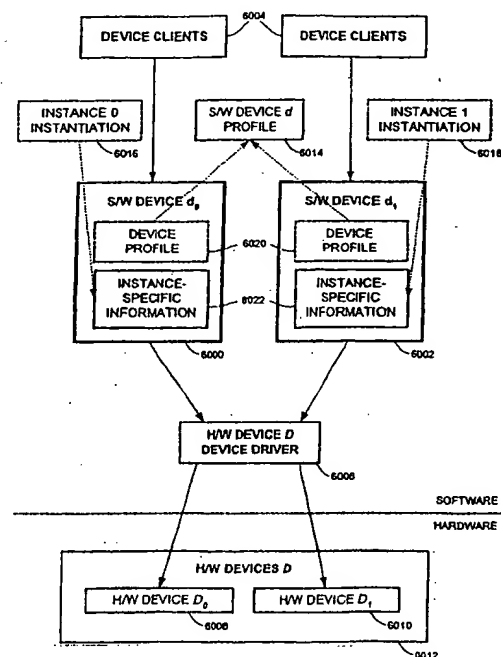 6004
DEVICE CLIENTS
DEVICE CLIENTS
INSTANCE 0
INSTANTIATION
6016
S/W DEVICE d
PROFILE
6014
INSTANCE 1
INSTANTIATION
6018
S/W DEVICE d0
DEVICE
PROFILE
6020
S/W DEVICE d1
DEVICE
PROFILE
INSTANCE-
SPECIFIC
INFORMATION
6022
INSTANCE-
SPECIFIC
INFORMATION
6000
6002
H/W DEVICE D
DEVICE DRIVER
6006
SOFTWARE
HARDWARE
H/W DEVICES D
H/W DEVICE D0
H/W DEVICE D1
6008
6010
6012